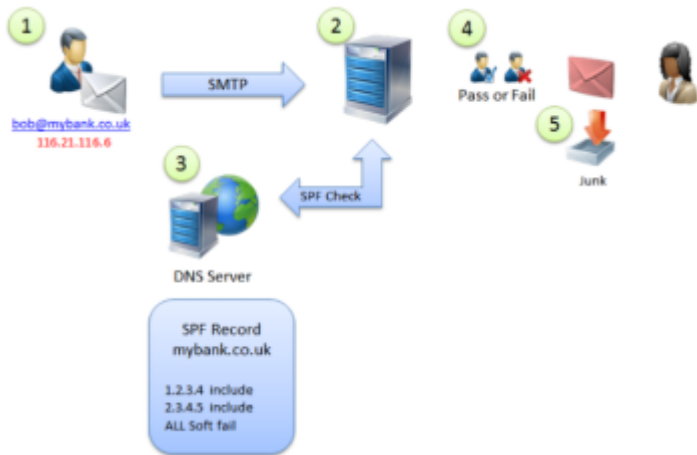 1
bob@mybank.co.uk
116.21.116.6
SMTP
2
3
DNS Server
SPF Check
SPF Record
mybank.co.uk
1.2.3.4 include
2.3.4.5 include
ALL Soft fail
4
Pass or Fail
5
Junk